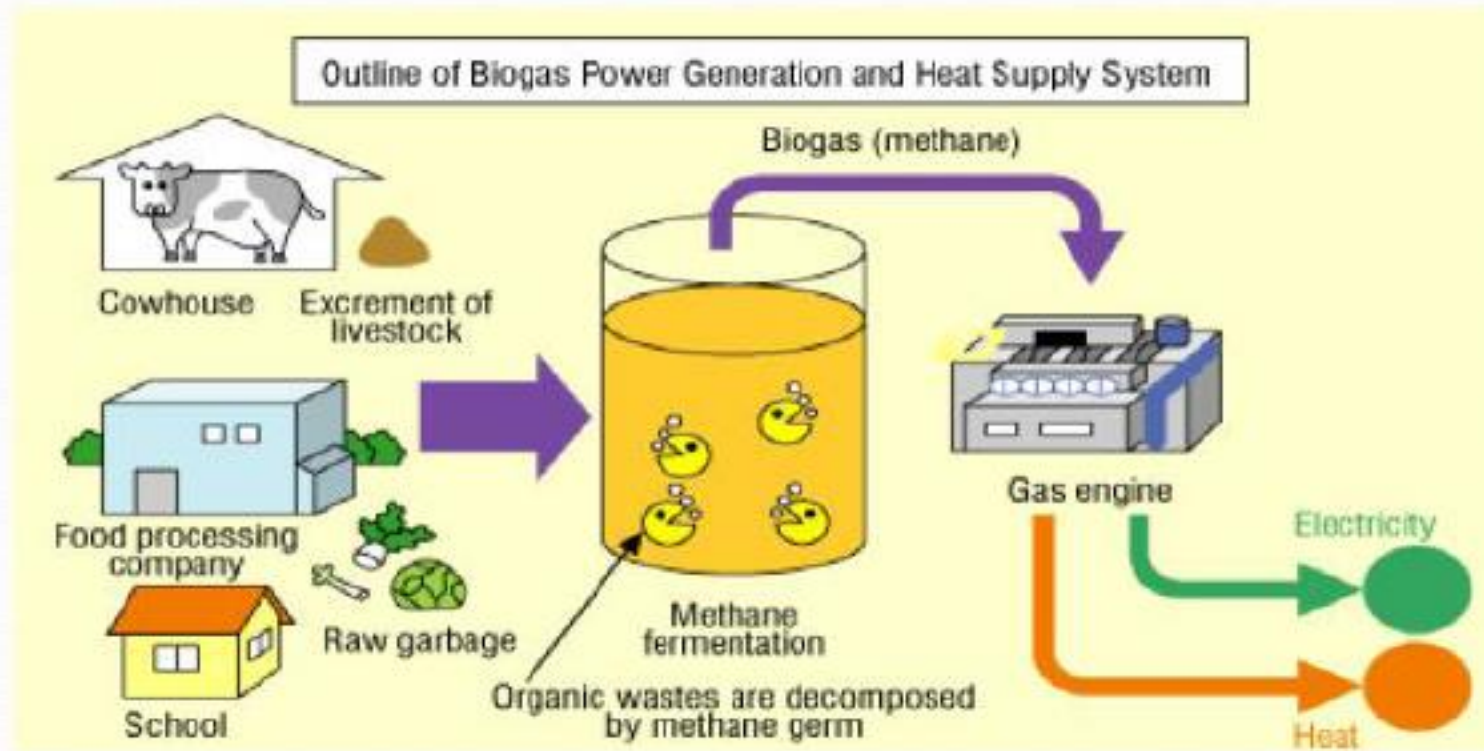 Outline of Biogas Power Generation and Heat Supply System
Biogas (methane)
Cowhouse
Excrement of
livestock
Food processing
company
Raw garbage
School
Methane
fermentation
Organic wastes are decomposed
by methane germ
Gas engine
Electricity
Heat